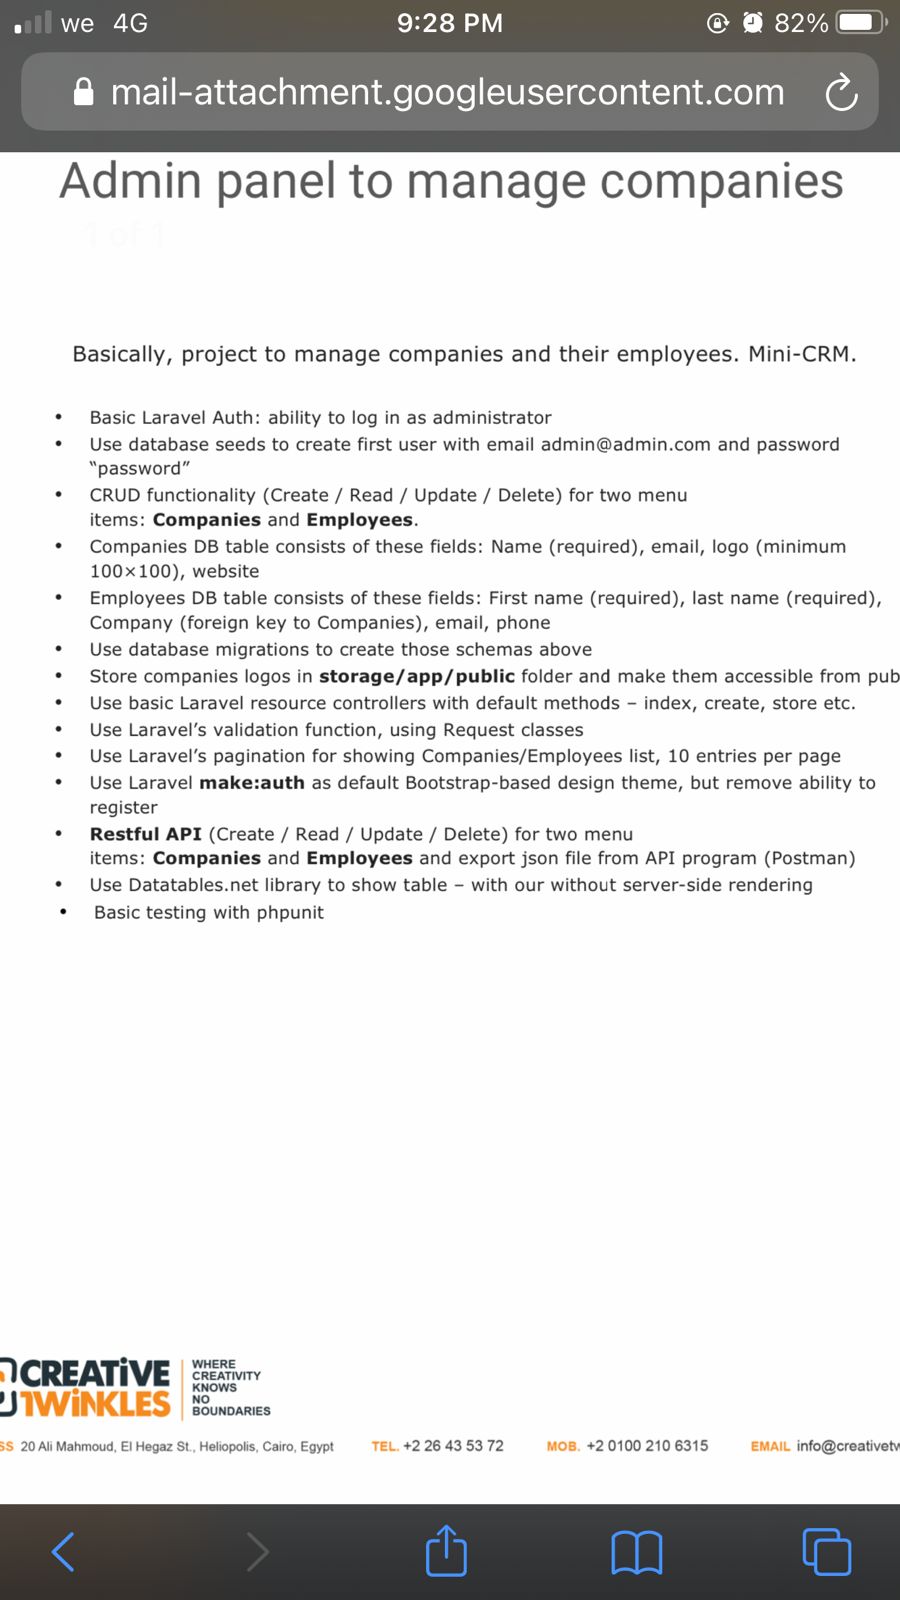 we 4G 9:28 PM 82%
mail-attachment.googleusercontent.com
Admin panel to manage companies
1 of 1
Basically, project to manage companies and their employees. Mini-CRM.
• Basic Laravel Auth: ability to log in as administrator
• Use database seeds to create first user with email admin@admin.com and password
“password”
• CRUD functionality (Create / Read / Update / Delete) for two menu
items: Companies and Employees.
• Companies DB table consists of these fields: Name (required), email, logo (minimum
100×100), website
• Employees DB table consists of these fields: First name (required), last name (required),
Company (foreign key to Companies), email, phone
• Use database migrations to create those schemas above
• Store companies logos in storage/app/public folder and make them accessible from pub
• Use basic Laravel resource controllers with default methods – index, create, store etc.
• Use Laravel’s validation function, using Request classes
• Use Laravel’s pagination for showing Companies/Employees list, 10 entries per page
• Use Laravel make:auth as default Bootstrap-based design theme, but remove ability to
register
• Restful API (Create / Read / Update / Delete) for two menu
items: Companies and Employees and export json file from API program (Postman)
• Use Datatables.net library to show table – with our without server-side rendering
• Basic testing with phpunit
CREATiVE
TWiNKLES
WHERE
CREATIVITY
KNOWS
NO
BOUNDARIES
SS 20 Ali Mahmoud, El Hegaz St., Heliopolis, Cairo, Egypt TEL. +2 26 43 53 72 MOB. +2 0100 210 6315 EMAIL info@creativetw